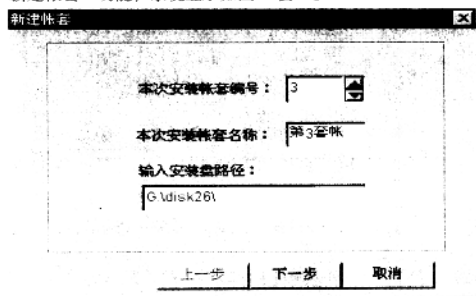 新建帐套
本次安装帐套编号： 3
本次安装帐套名称： 第3套帐
输入安装盘路径：
G:\disk26\
上一步 下一步 取消